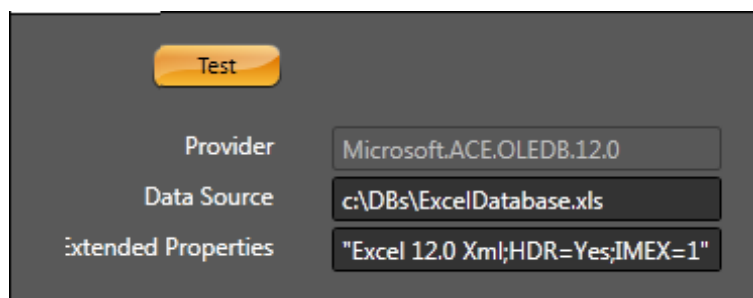 Test
Provider Microsoft.ACE.OLEDB.12.0
Data Source c:\DBs\ExcelDatabase.xls
Extended Properties "Excel 12.0 Xml;HDR=Yes;IMEX=1"